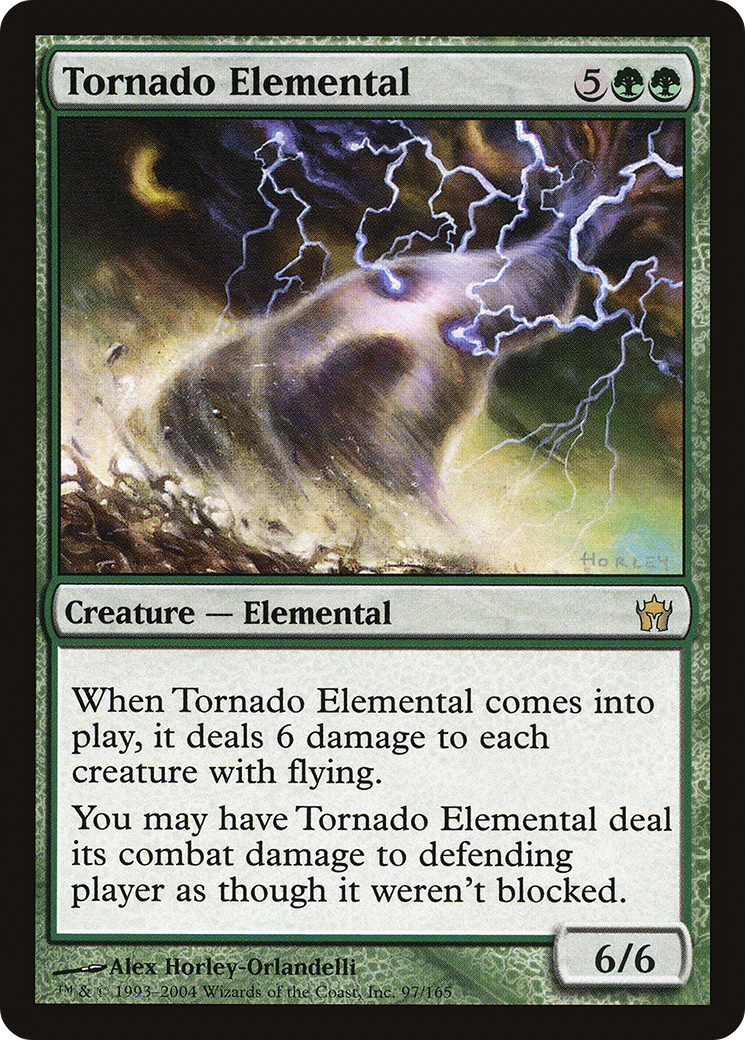 Tornado Elemental 5
HORLEY
Creature — Elemental
When Tornado Elemental comes into
play, it deals 6 damage to each
creature with flying.
You may have Tornado Elemental deal
its combat damage to defending
player as though it weren't blocked.
6/6
Alex Horley-Orlandelli
™ & © 1993–2004 Wizards of the Coast, Inc. 97/165